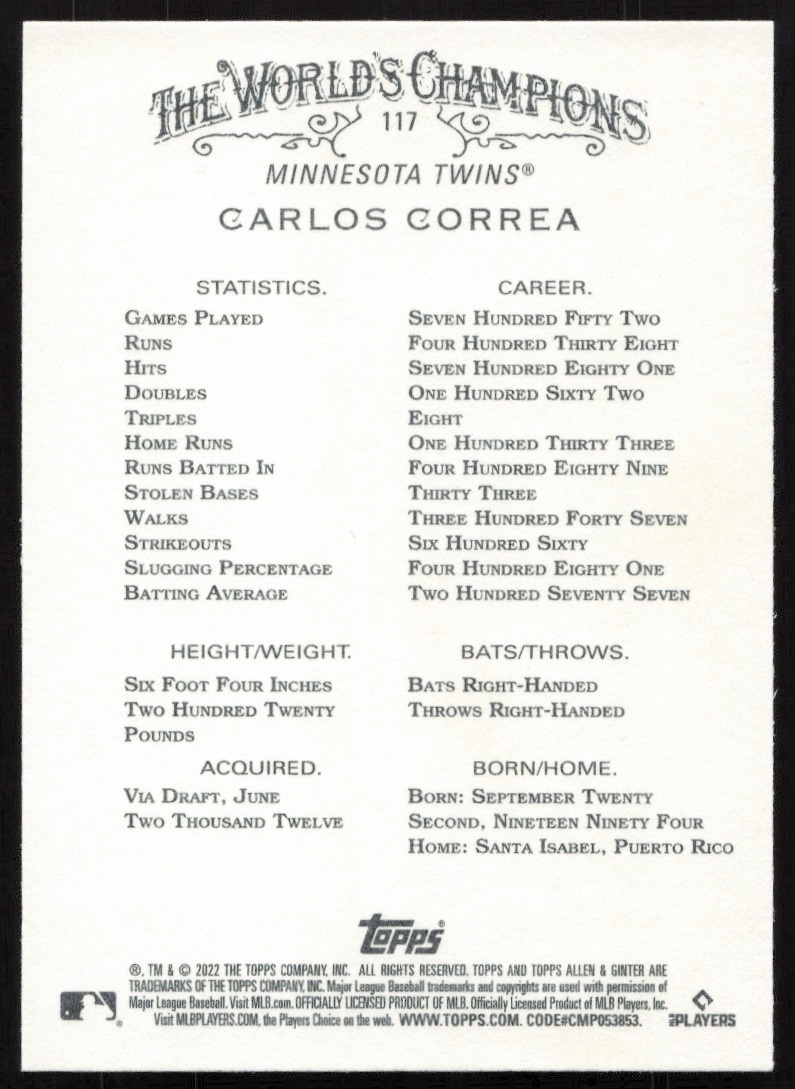 THE WORLD'S CHAMPIONS
117
MINNESOTA TWINS®
CARLOS CORREA
STATISTICS. CAREER.
GAMES PLAYED SEVEN HUNDRED FIFTY TWO
RUNS FOUR HUNDRED THIRTY EIGHT
HITS SEVEN HUNDRED EIGHTY ONE
DOUBLES ONE HUNDRED SIXTY TWO
TRIPLES EIGHT
HOME RUNS ONE HUNDRED THIRTY THREE
RUNS BATTED IN FOUR HUNDRED EIGHTY NINE
STOLEN BASES THIRTY THREE
WALKS THREE HUNDRED FORTY SEVEN
STRIKEOUTS SIX HUNDRED SIXTY
SLUGGING PERCENTAGE FOUR HUNDRED EIGHTY ONE
BATTING AVERAGE TWO HUNDRED SEVENTY SEVEN
HEIGHT/WEIGHT.
SIX FOOT FOUR INCHES
TWO HUNDRED TWENTY
POUNDS
BATS/THROWS.
BATS RIGHT-HANDED
THROWS RIGHT-HANDED
ACQUIRED.
VIA DRAFT, JUNE
TWO THOUSAND TWELVE
BORN/HOME.
BORN: SEPTEMBER TWENTY
SECOND, NINETEEN NINETY FOUR
HOME: SANTA ISABEL, PUERTO RICO
Topps®
®, TM & © 2022 THE TOPPS COMPANY, INC. ALL RIGHTS RESERVED. TOPPS AND TOPPS ALLEN & GINTER ARE
TRADEMARKS OF THE TOPPS COMPANY, INC. Major League Baseball trademarks and copyrights are used with permission of
Major League Baseball. Visit MLB.com. OFFICIALLY LICENSED PRODUCT OF MLB. Officially Licensed Product of MLB Players, Inc.
Visit MLBPLAYERS.COM, the Players Choice on the web. WWW.TOPPS.COM. CODE#CMP053853.
MLB PLAYERS